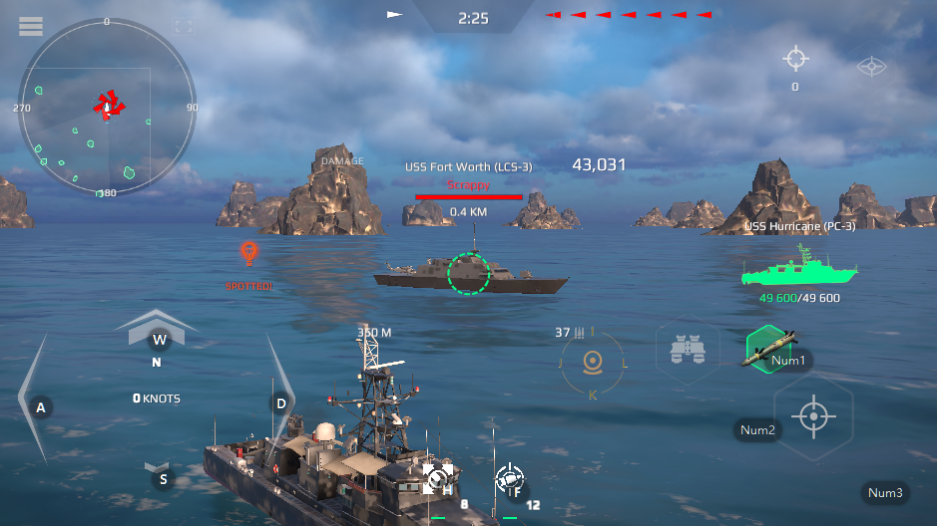 2:25
0
270
90
180
0
DAMAGE
43,031
USS Fort Worth (LCS-3)
Scrappy
0.4 KM
USS Hurricane (PC-3)
SPOTTED!
49 600/49 600
350 M
37
I
K
W
N
0 KNOTS
A
D
S
Num1
Num2
Num3
H
8
F
12